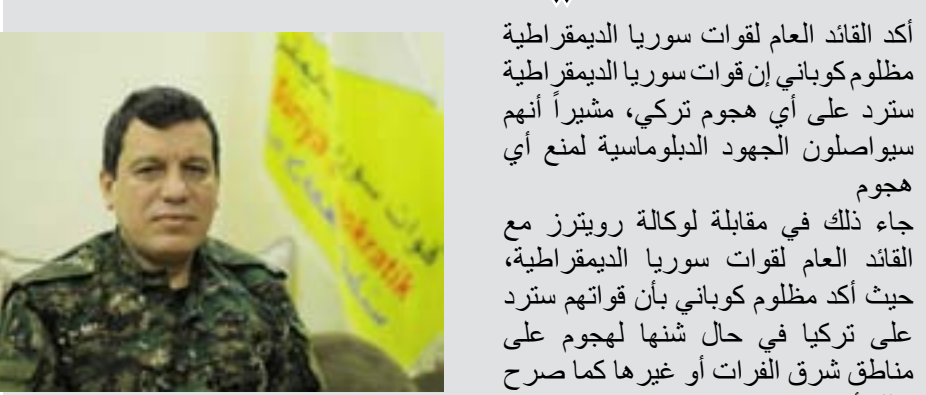 أكد القائد العام لقوات سوريا الديمقراطية
مظلوم كوباني إن قوات سوريا الديمقراطية
سترد على أي هجوم تركي، مشيراً أنهم
سيواصلون الجهود الدبلوماسية لمنع أي
هجوم
جاء ذلك في مقابلة لوكالة رويترز مع
القائد العام لقوات سوريا الديمقراطية،
حيث أكد مظلوم كوباني بأن قواتهم سترد
على تركيا في حال شنها لهجوم على
مناطق شرق الفرات أو غيرها كما صرح
قوات سوريا